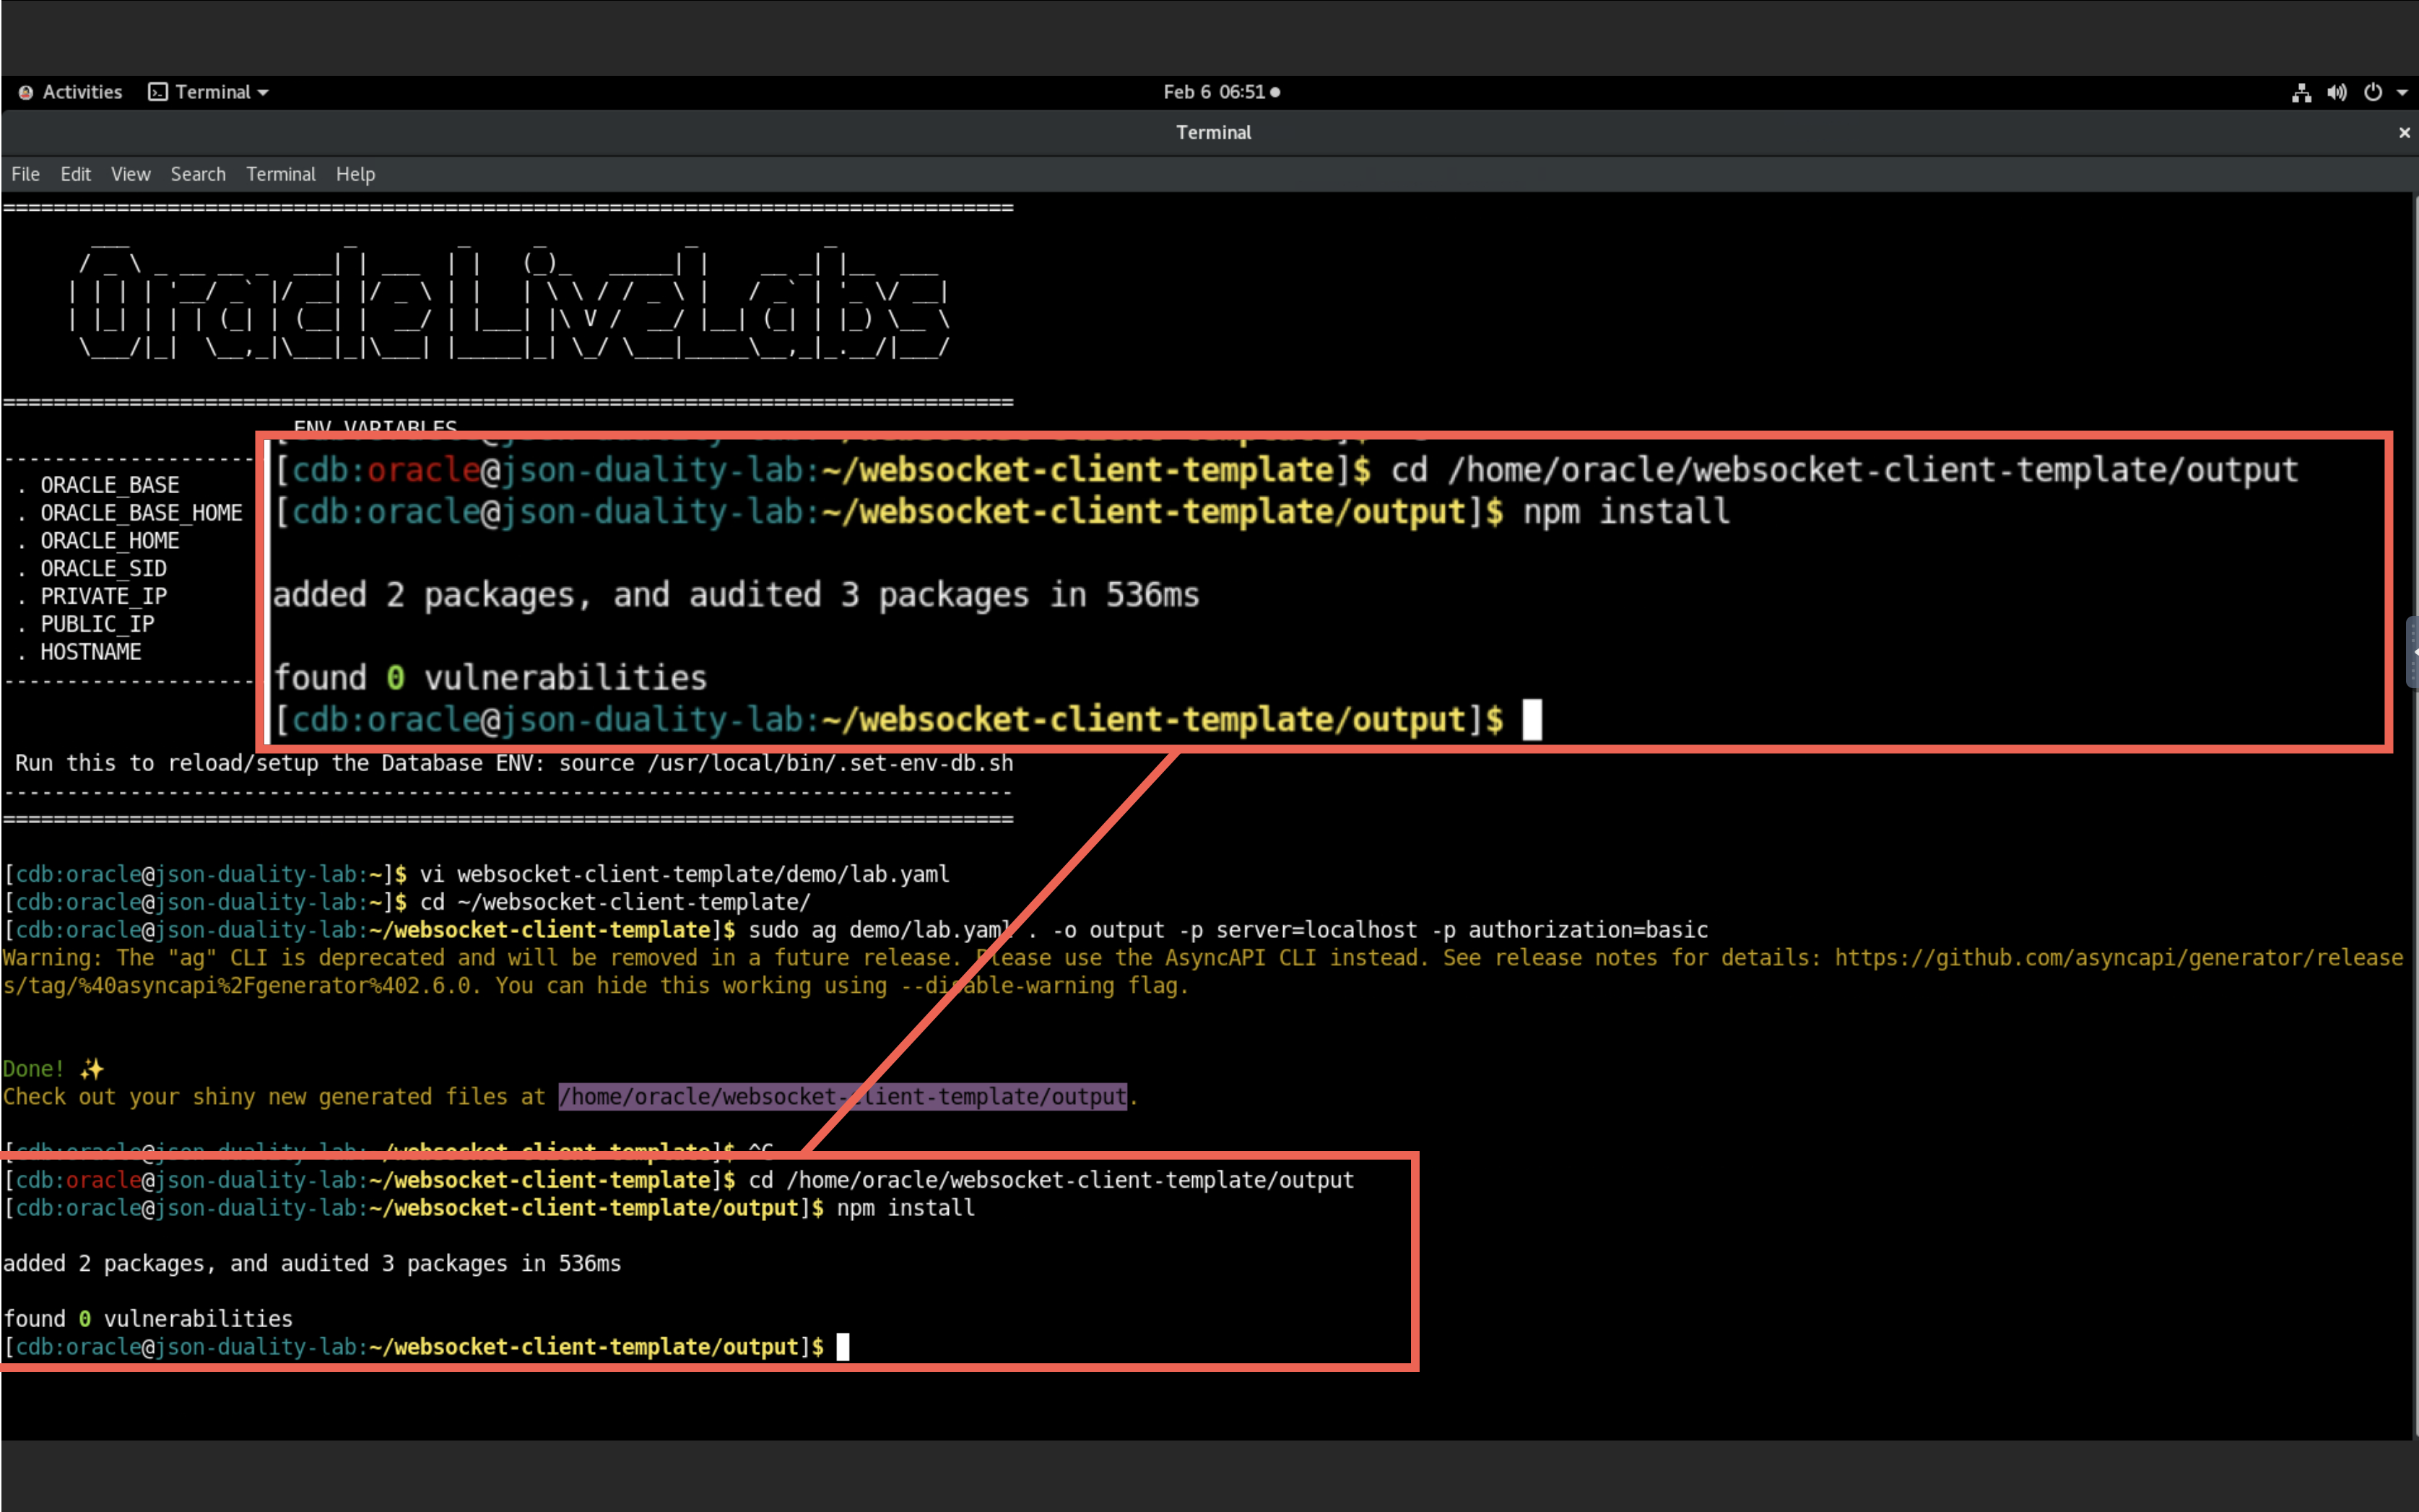 Activities Terminal Feb 6 06:51
Terminal
File Edit View Search Terminal Help
================================================================================
OracleLiveLabs
================================================================================
ENV VARIABLES
. ORACLE_BASE
. ORACLE_BASE_HOME
. ORACLE_HOME
. ORACLE_SID
. PRIVATE_IP
. PUBLIC_IP
. HOSTNAME
[cdb:oracle@json-duality-lab:~/websocket-client-template]$ cd /home/oracle/websocket-client-template/output
[cdb:oracle@json-duality-lab:~/websocket-client-template/output]$ npm install
added 2 packages, and audited 3 packages in 536ms
found 0 vulnerabilities
[cdb:oracle@json-duality-lab:~/websocket-client-template/output]$
Run this to reload/setup the Database ENV: source /usr/local/bin/.set-env-db.sh
--------------------------------------------------------------------------------
================================================================================
[cdb:oracle@json-duality-lab:~]$ vi websocket-client-template/demo/lab.yaml
[cdb:oracle@json-duality-lab:~]$ cd ~/websocket-client-template/
[cdb:oracle@json-duality-lab:~/websocket-client-template]$ sudo ag demo/lab.yaml . -o output -p server=localhost -p authorization=basic
Warning: The "ag" CLI is deprecated and will be removed in a future release. Please use the AsyncAPI CLI instead. See release notes for details: https://github.com/asyncapi/generator/release
s/tag/%40asyncapi%2Fgenerator%402.6.0. You can hide this working using --disable-warning flag.
Done! ✨
Check out your shiny new generated files at /home/oracle/websocket-client-template/output.
[cdb:oracle@json-duality-lab:~/websocket-client-template]$ ^C
[cdb:oracle@json-duality-lab:~/websocket-client-template]$ cd /home/oracle/websocket-client-template/output
[cdb:oracle@json-duality-lab:~/websocket-client-template/output]$ npm install
added 2 packages, and audited 3 packages in 536ms
found 0 vulnerabilities
[cdb:oracle@json-duality-lab:~/websocket-client-template/output]$